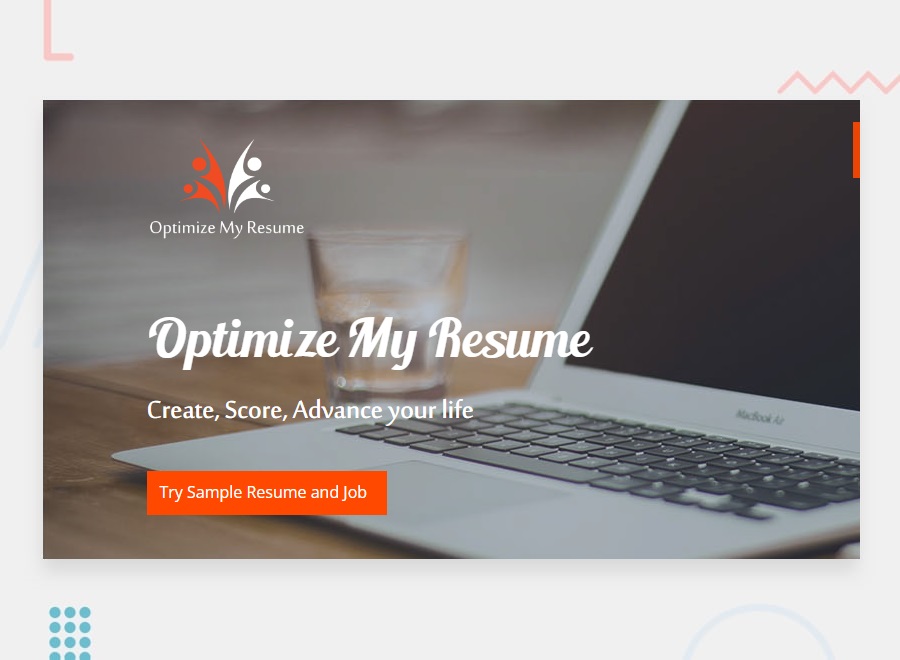 Optimize My Resume
Optimize My Resume
Create, Score, Advance your life
Try Sample Resume and Job
MacBook Air